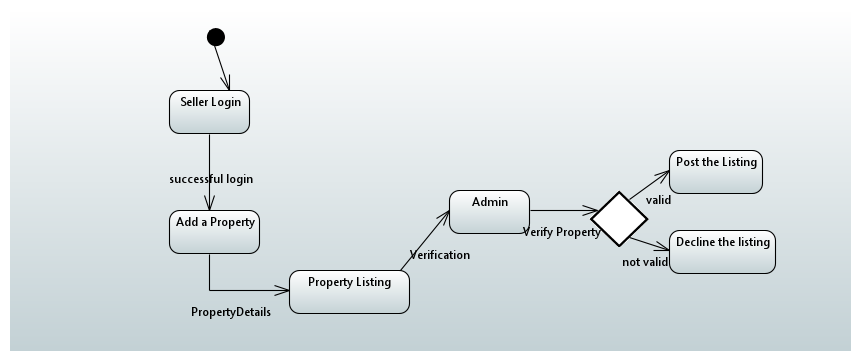 Seller Login
successful login
Add a Property
PropertyDetails
Property Listing
Verification
Admin
Verify Property
valid
not valid
Post the Listing
Decline the listing